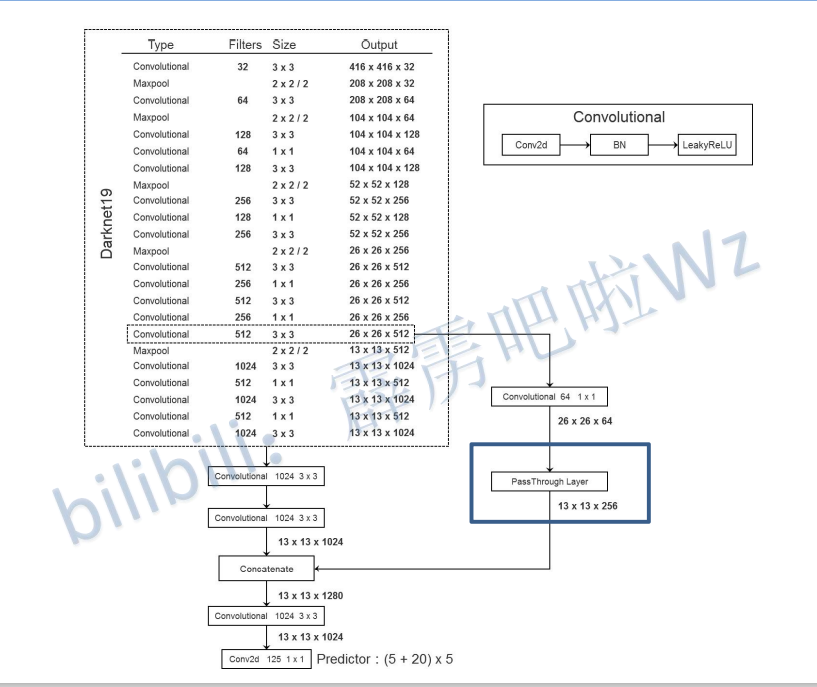 Type Filters Size Output
Convolutional 32 3 x 3 416 x 416 x 32
Maxpool 2 x 2 / 2 208 x 208 x 32
Convolutional 64 3 x 3 208 x 208 x 64
Maxpool 2 x 2 / 2 104 x 104 x 64
Convolutional 128 3 x 3 104 x 104 x 128
Convolutional 64 1 x 1 104 x 104 x 64
Convolutional 128 3 x 3 104 x 104 x 128
Maxpool 2 x 2 / 2 52 x 52 x 128
Convolutional 256 3 x 3 52 x 52 x 256
Convolutional 128 1 x 1 52 x 52 x 128
Convolutional 256 3 x 3 52 x 52 x 256
Maxpool 2 x 2 / 2 26 x 26 x 256
Convolutional 512 3 x 3 26 x 26 x 512
Convolutional 256 1 x 1 26 x 26 x 256
Convolutional 512 3 x 3 26 x 26 x 512
Convolutional 256 1 x 1 26 x 26 x 256
Convolutional 512 3 x 3 26 x 26 x 512
Maxpool 2 x 2 / 2 13 x 13 x 512
Convolutional 1024 3 x 3 13 x 13 x 1024
Convolutional 512 1 x 1 13 x 13 x 512
Convolutional 1024 3 x 3 13 x 13 x 1024
Convolutional 512 1 x 1 13 x 13 x 512
Convolutional 1024 3 x 3 13 x 13 x 1024
Darknet19
Convolutional
Conv2d BN LeakyReLU
Convolutional 64 1 x 1
26 x 26 x 64
PassThrough Layer
13 x 13 x 256
Convolutional 1024 3 x 3
Convolutional 1024 3 x 3
13 x 13 x 1024
Concatenate
13 x 13 x 1280
Convolutional 1024 3 x 3
13 x 13 x 1024
Conv2d 125 1 x 1 Predictor : (5 + 20) x 5
bilibili: 霹雳吧啦Wz